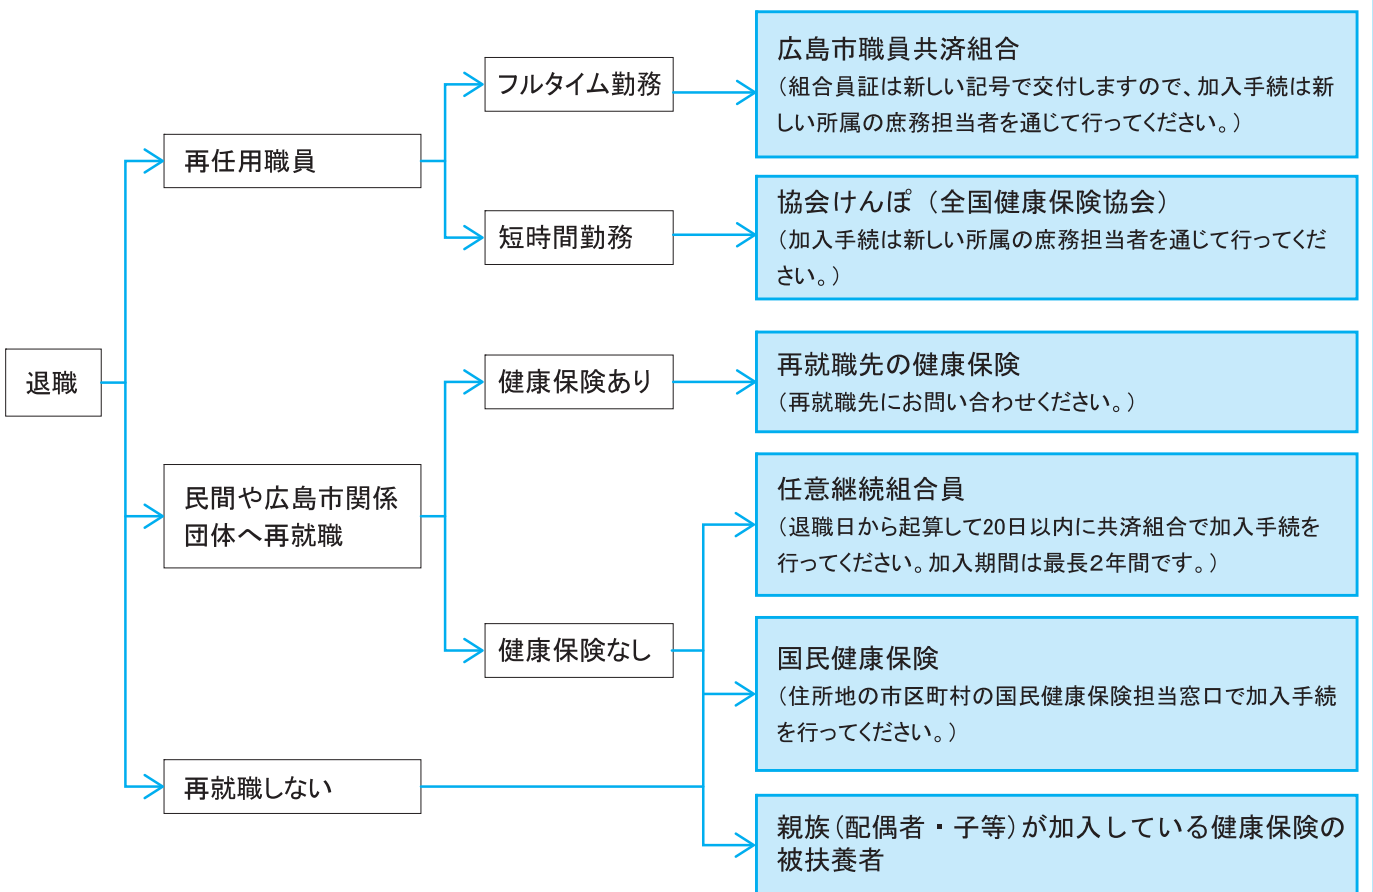 退職
再任用職員
フルタイム勤務
広島市職員共済組合
（組合員証は新しい記号で交付しますので、加入手続は新
しい所属の庶務担当者を通じて行ってください。）
短時間勤務
協会けんぽ（全国健康保険協会）
（加入手続は新しい所属の庶務担当者を通じて行ってくだ
さい。）
民間や広島市関係
団体へ再就職
健康保険あり
再就職先の健康保険
（再就職先にお問い合わせください。）
健康保険なし
再就職しない
任意継続組合員
（退職日から起算して20日以内に共済組合で加入手続を
行ってください。加入期間は最長２年間です。）
国民健康保険
（住所地の市区町村の国民健康保険担当窓口で加入手続
を行ってください。）
親族（配偶者・子等）が加入している健康保険の
被扶養者